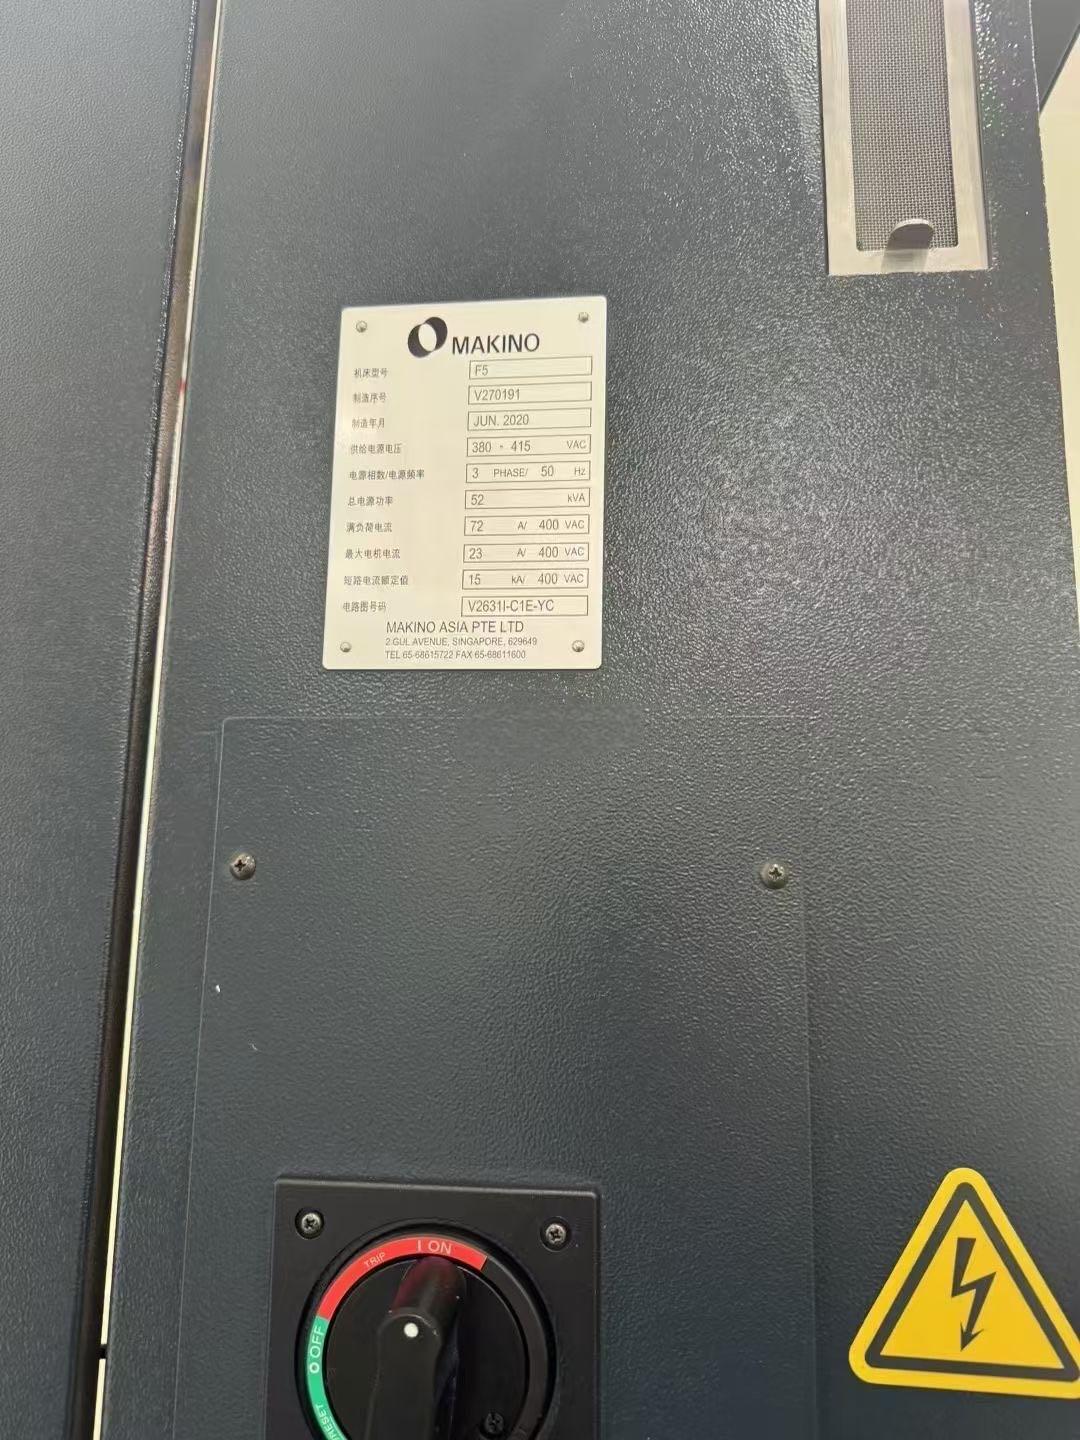 MAKINO
机床型号 F5
制造序号 V270191
制造年月 JUN. 2020
供给电源电压 380 - 415 VAC
电源相数/电源频率 3 PHASE/ 50 Hz
总电源功率 52 kVA
满负荷电流 72 A/ 400 VAC
最大电机电流 23 A/ 400 VAC
短路电流额定值 15 kA/ 400 VAC
电路图号码 V2631I-C1E-YC
MAKINO ASIA PTE LTD
2.GUL AVENUE, SINGAPORE, 629649
TEL 65-68615722 FAX 65-68611600
I ON
TRIP
O OFF
/RESET